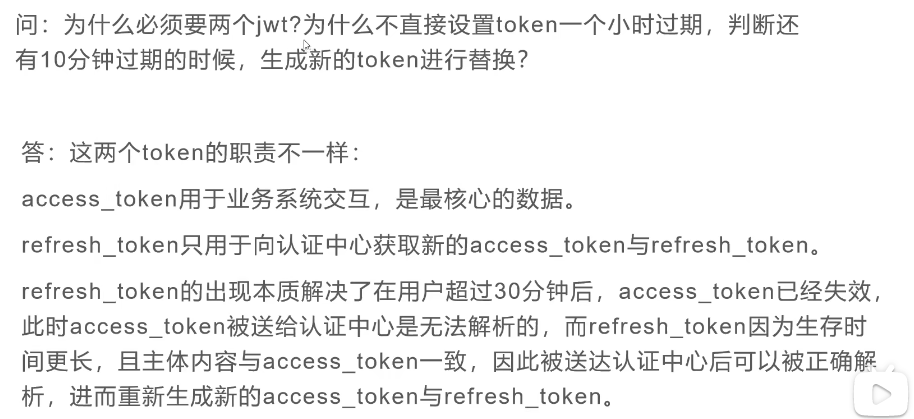 问：为什么必须要两个jwt?为什么不直接设置token一个小时过期，判断还
有10分钟过期的时候，生成新的token进行替换？
答：这两个token的职责不一样：
access_token用于业务系统交互，是最核心的数据。
refresh_token只用于向认证中心获取新的access_token与refresh_token。
refresh_token的出现本质解决了在用户超过30分钟后，access_token已经失效，
此时access_token被送给认证中心是无法解析的，而refresh_token因为生存时
间更长，且主体内容与access_token一致，因此被送达认证中心后可以被正确解
析，进而重新生成新的access_token与refresh_token。